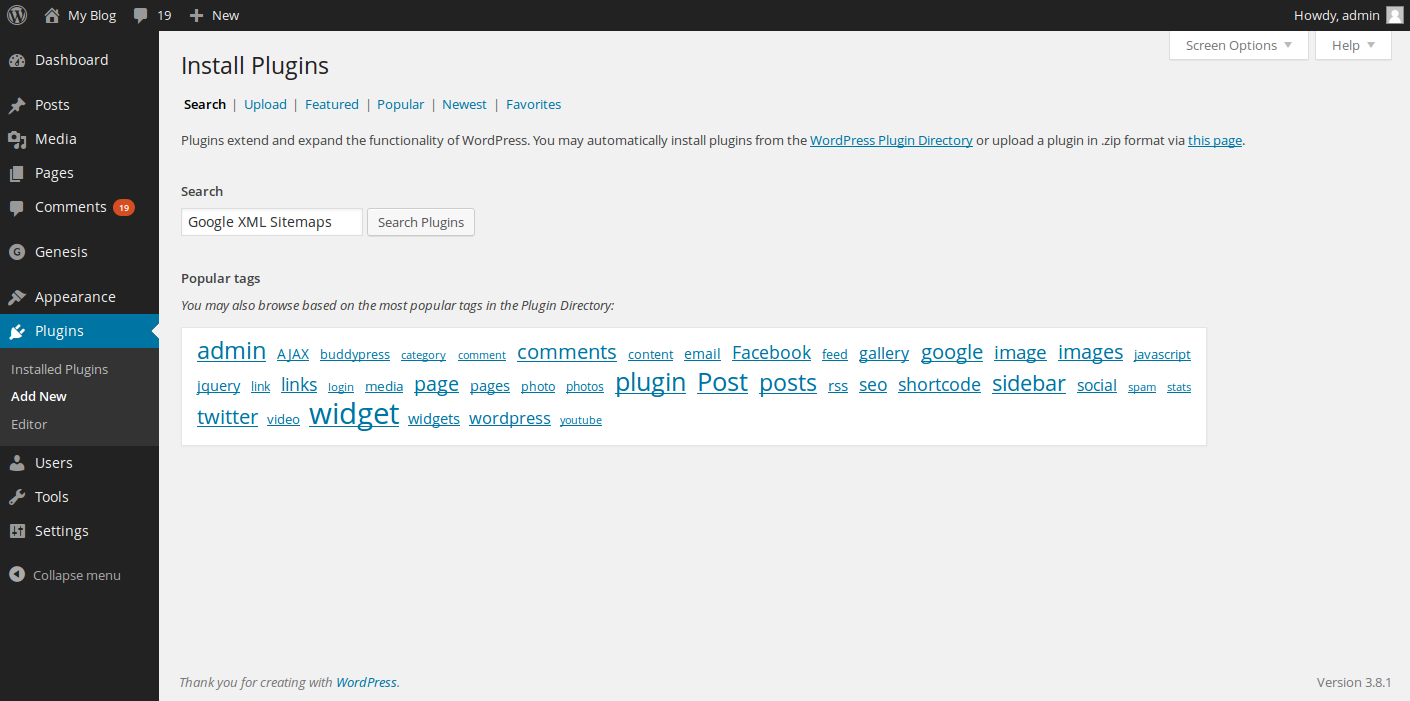 My Blog 19 New Howdy, admin
Screen Options Help
Dashboard
Posts
Media
Pages
Comments 19
Genesis
Appearance
Plugins
Installed Plugins
Add New
Editor
Users
Tools
Settings
Collapse menu
Install Plugins
Search | Upload | Featured | Popular | Newest | Favorites
Plugins extend and expand the functionality of WordPress. You may automatically install plugins from the WordPress Plugin Directory or upload a plugin in .zip format via this page.
Search
Google XML Sitemaps Search Plugins
Popular tags
You may also browse based on the most popular tags in the Plugin Directory:
admin AJAX buddypress category comment comments content email Facebook feed gallery google image images javascript
jquery link links login media page pages photo photos plugin Post posts rss seo shortcode sidebar social spam stats
twitter video widget widgets wordpress youtube
Thank you for creating with WordPress. Version 3.8.1